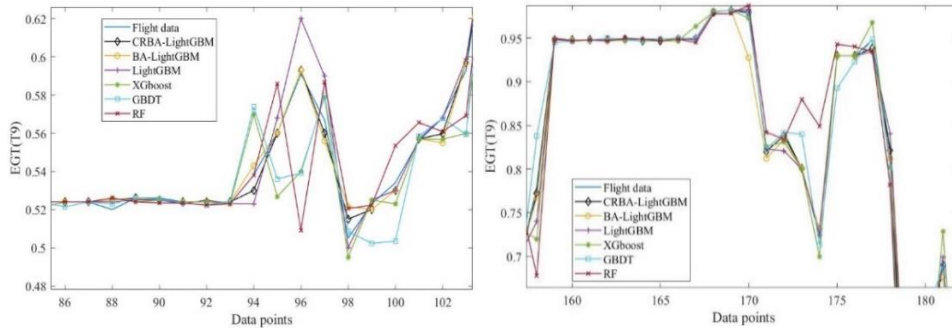 0.62
0.6
0.58
0.56
0.54
0.52
0.5
0.48
EGT(T9)
Flight data
CRBA-LightGBM
BA-LightGBM
LightGBM
XGboost
GBDT
RF
86 88 90 92 94 96 98 100 102
Data points
0.95
0.9
0.85
0.8
0.75
0.7
EGT(T9)
Flight data
CRBA-LightGBM
BA-LightGBM
LightGBM
XGboost
GBDT
RF
160 165 170 175 180
Data points